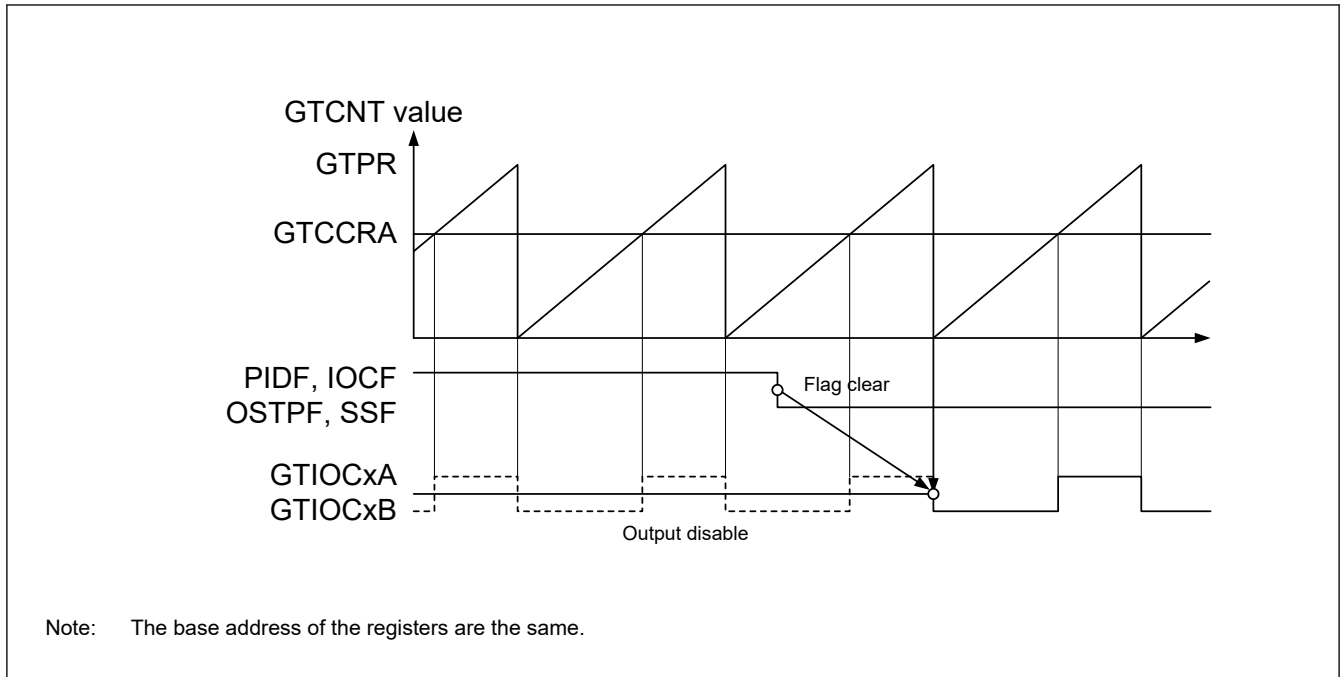 GTCNT value
GTPR
GTCCRA
PIDF, IOCF
Flag clear
OSTPF, SSF
GTIOCxA
GTIOCxB
Output disable
Note: The base address of the registers are the same.